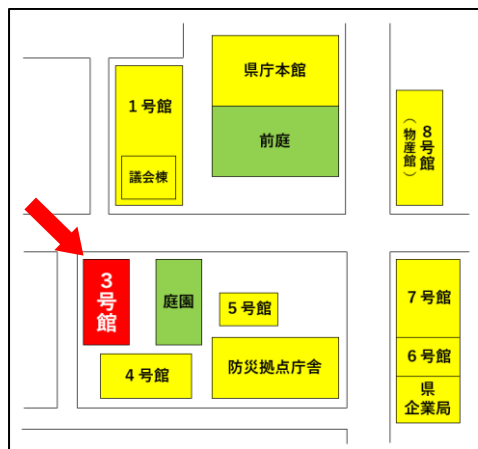 県庁本館
1号館
議会棟
前庭
8号館
（物産館）
3号館
庭園
5号館
7号館
4号館
防災拠点庁舎
6号館
県
企業局